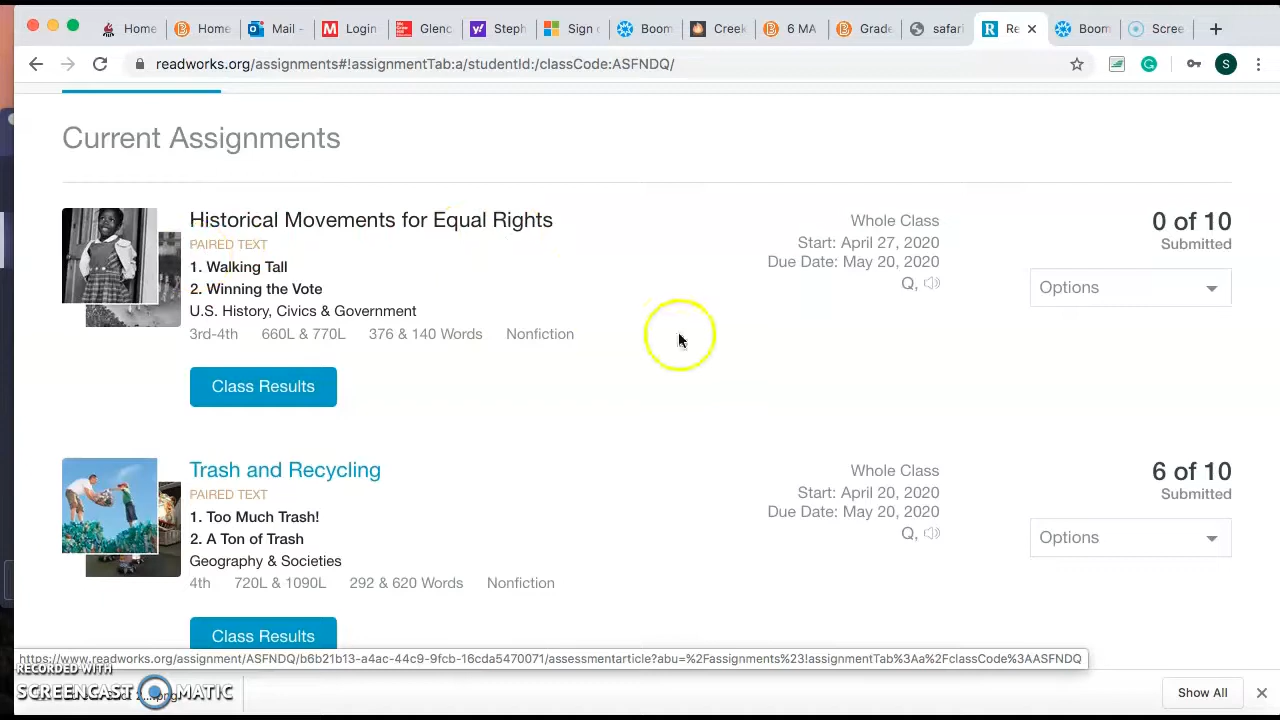 Home
Home
Mail -
Login
Glenc
Steph
Sign
Boom
Creek
6 MA
Grade
safari
Re
Boom
Scree
readworks.org/assignments#!assignmentTab:a/studentId:/classCode:ASFNDQ/
S
Current Assignments
Historical Movements for Equal Rights
PAIRED TEXT
1. Walking Tall
2. Winning the Vote
U.S. History, Civics & Government
3rd-4th 660L & 770L 376 & 140 Words Nonfiction
Class Results
Whole Class
Start: April 27, 2020
Due Date: May 20, 2020
Q,
0 of 10
Submitted
Options
Trash and Recycling
PAIRED TEXT
1. Too Much Trash!
2. A Ton of Trash
Geography & Societies
4th 720L & 1090L 292 & 620 Words Nonfiction
Class Results
Whole Class
Start: April 20, 2020
Due Date: May 20, 2020
Q,
6 of 10
Submitted
Options
https://www.readworks.org/assignment/ASFNDQ/b6b21b13-a4ac-44c9-9fcb-16cda5470071/assessmentarticle?abu=%2Fassignments%23!assignmentTab%3Aa%2FclassCode%3AASFNDQ
RECORDED WITH
SCREENCAST MATIC
Show All